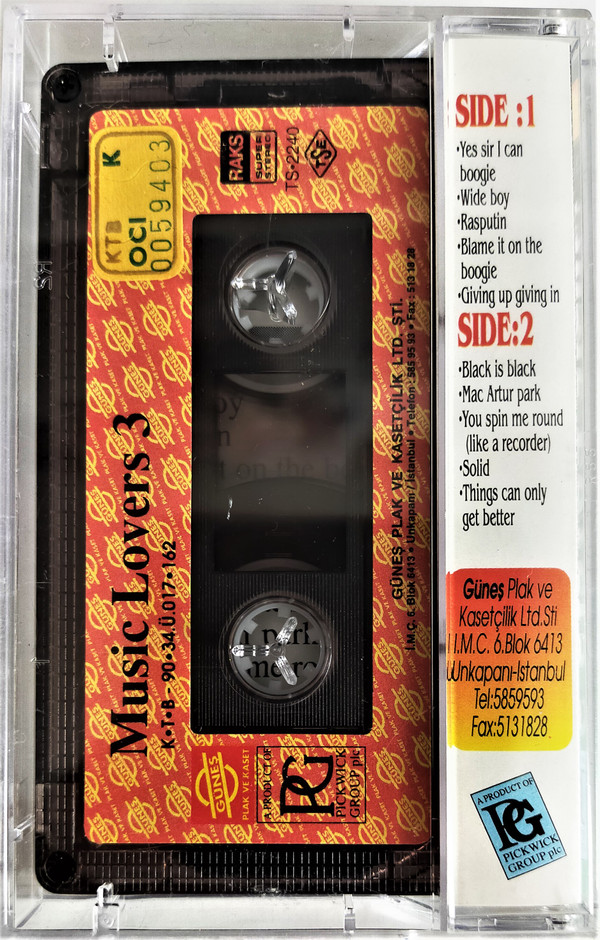 KTB K
OCI
0059403
RAKS
SUPER
STEREO
TS•2240
TSE
Music Lovers 3
K•T•B 90•34.Ü.017•162
GÜNEŞ PLAK VE KASETÇİLİK LTD. ŞTİ.
İ.M.Ç. 6. Blok 6413 • Unkapanı / İstanbul • Telefon: 585 95 93 • Fax: 513 18 28
GÜNEŞ
PLAK VE KASET
A PRODUCT OF
PG
PICKWICK
GROUP plc
SIDE :1
•Yes sir I can
boogie
•Wide boy
•Rasputin
•Blame it on the
boogie
•Giving up giving in
SIDE:2
•Black is black
•Mac Artur park
•You spin me round
(like a recorder)
•Solid
•Things can only
get better
Güneş Plak ve
Kasetçilik Ltd.Sti
I.M.C. 6.Blok 6413
Unkapanı-Istanbul
Tel:5859593
Fax:5131828
A PRODUCT OF
PG
PICKWICK
GROUP plc